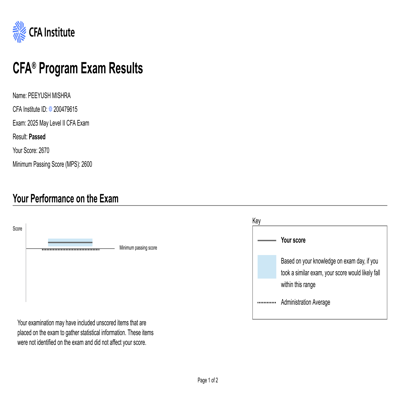 CFA Institute
CFA® Program Exam Results
Name: PEEYUSH MISHRA
CFA Institute ID: 200479615
Exam: 2025 May Level II CFA Exam
Result: Passed
Your Score: 2670
Minimum Passing Score (MPS): 2600
Your Performance on the Exam
Score
Minimum passing score
Your examination may have included unscored items that are
placed on the exam to gather statistical information. These items
were not identified on the exam and did not affect your score.
Key
Your score
Based on your knowledge on exam day, if you
took a similar exam, your score would likely fall
within this range
Administration Average
Page 1 of 2